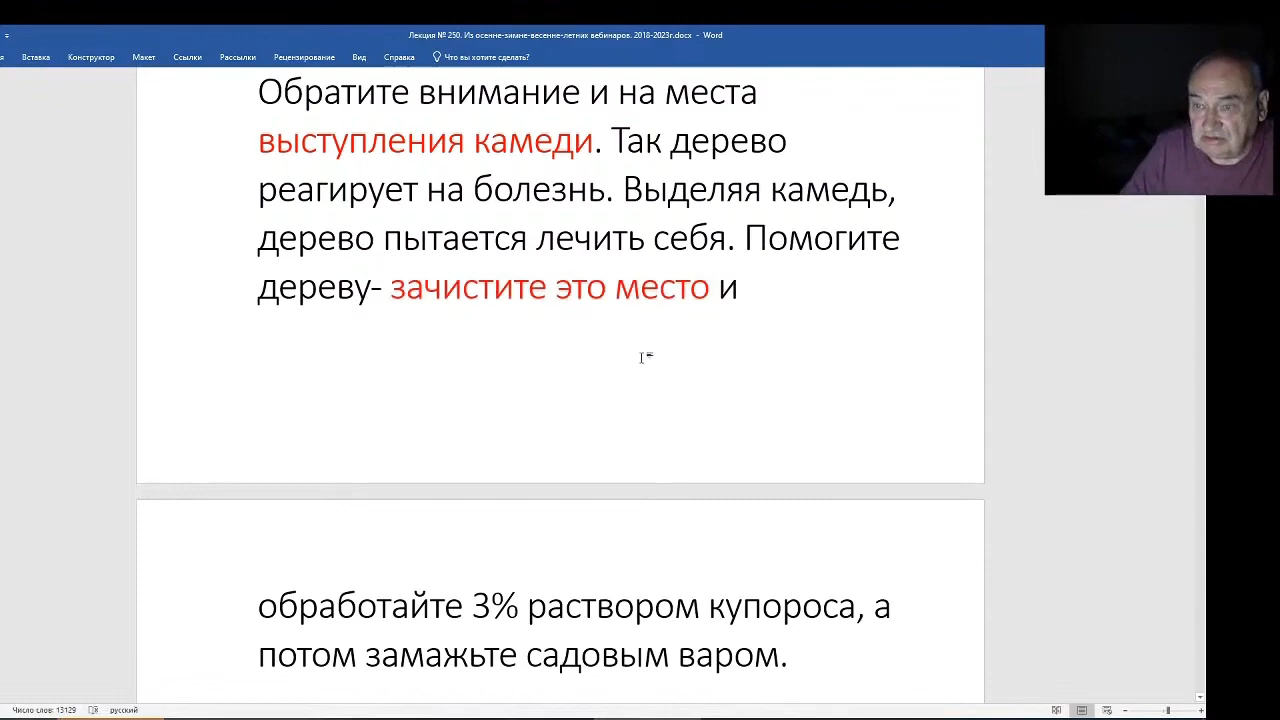 Лекция № 250. Из осенне-зимне-весенне-летних вебинаров. 2018-2023г.docx - Word
Вставка Конструктор Макет Ссылки Рассылки Рецензирование Вид Справка Что вы хотите сделать?
Обратите внимание и на места
выступления камеди. Так дерево
реагирует на болезнь. Выделяя камедь,
дерево пытается лечить себя. Помогите
дереву- зачистите это место и
обработайте 3% раствором купороса, а
потом замажьте садовым варом.
Число слов: 13129 русский